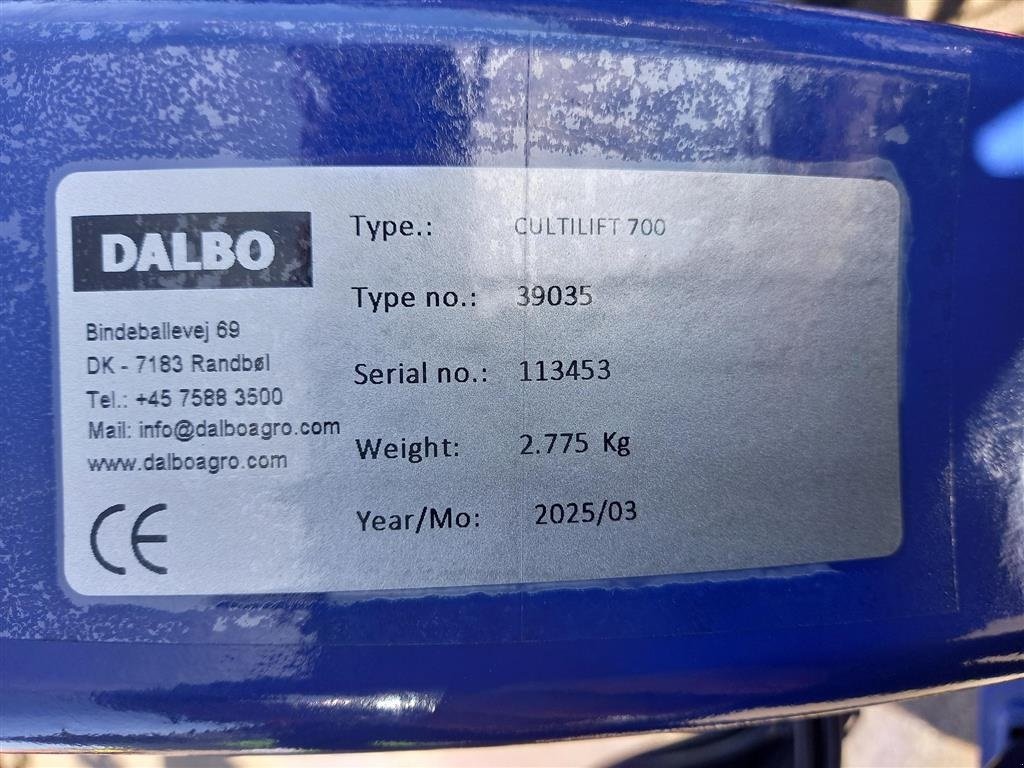 DALBO
Bindeballevej 69
DK - 7183 Randbøl
Tel.: +45 7588 3500
Mail: info@dalboagro.com
www.dalboagro.com
CE
Type.: CULTILIFT 700
Type no.: 39035
Serial no.: 113453
Weight: 2.775 Kg
Year/Mo: 2025/03